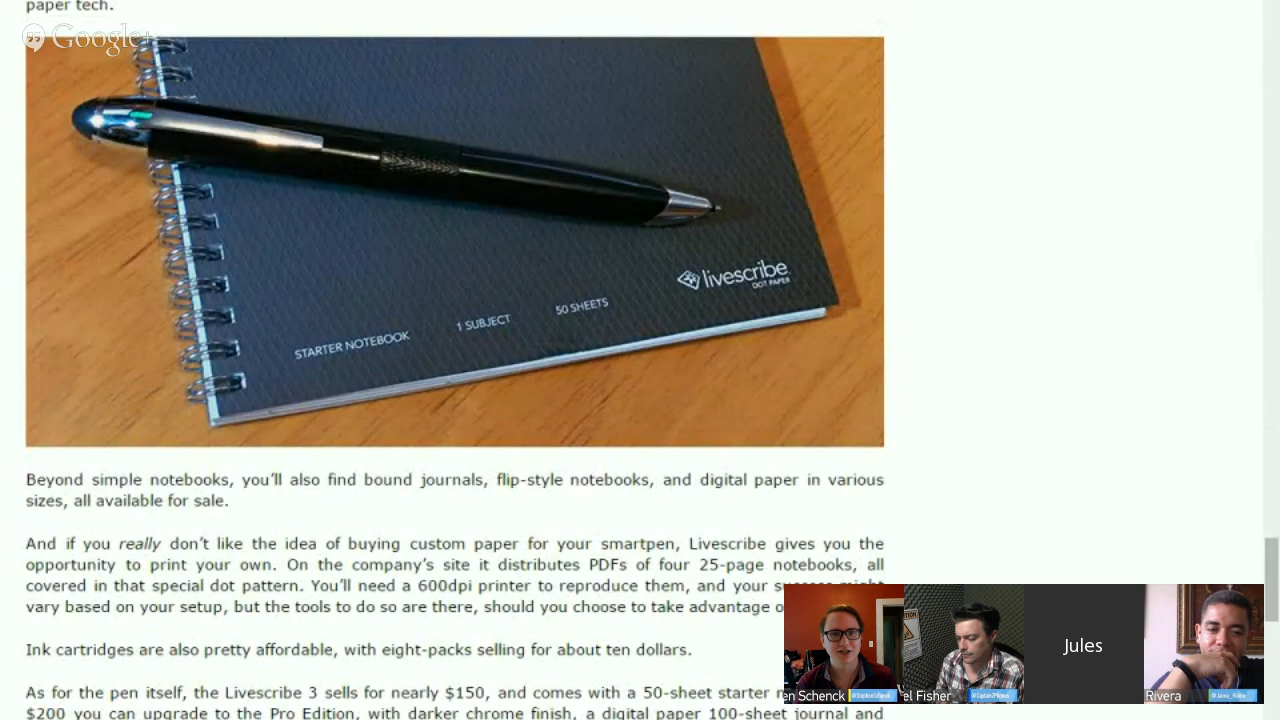 paper tech.
Google+
livescribe
DOT PAPER
STARTER NOTEBOOK 1 SUBJECT 50 SHEETS
Beyond simple notebooks, you'll also find bound journals, flip-style notebooks, and digital paper in various
sizes, all available for sale.
And if you really don't like the idea of buying custom paper for your smartpen, Livescribe gives you the
opportunity to print your own. On the company's site it distributes PDFs of four 25-page notebooks, all
covered in that special dot pattern. You'll need a 600dpi printer to reproduce them, and your success might
vary based on your setup, but the tools to do so are there, should you choose to take advantage
Ink cartridges are also pretty affordable, with eight-packs selling for about ten dollars.
As for the pen itself, the Livescribe 3 sells for nearly $150, and comes with a 50-sheet starter
$200 you can upgrade to the Pro Edition, with darker chrome finish, a digital paper 100-sheet journal and
Jules
en Schenck
el Fisher
Rivera